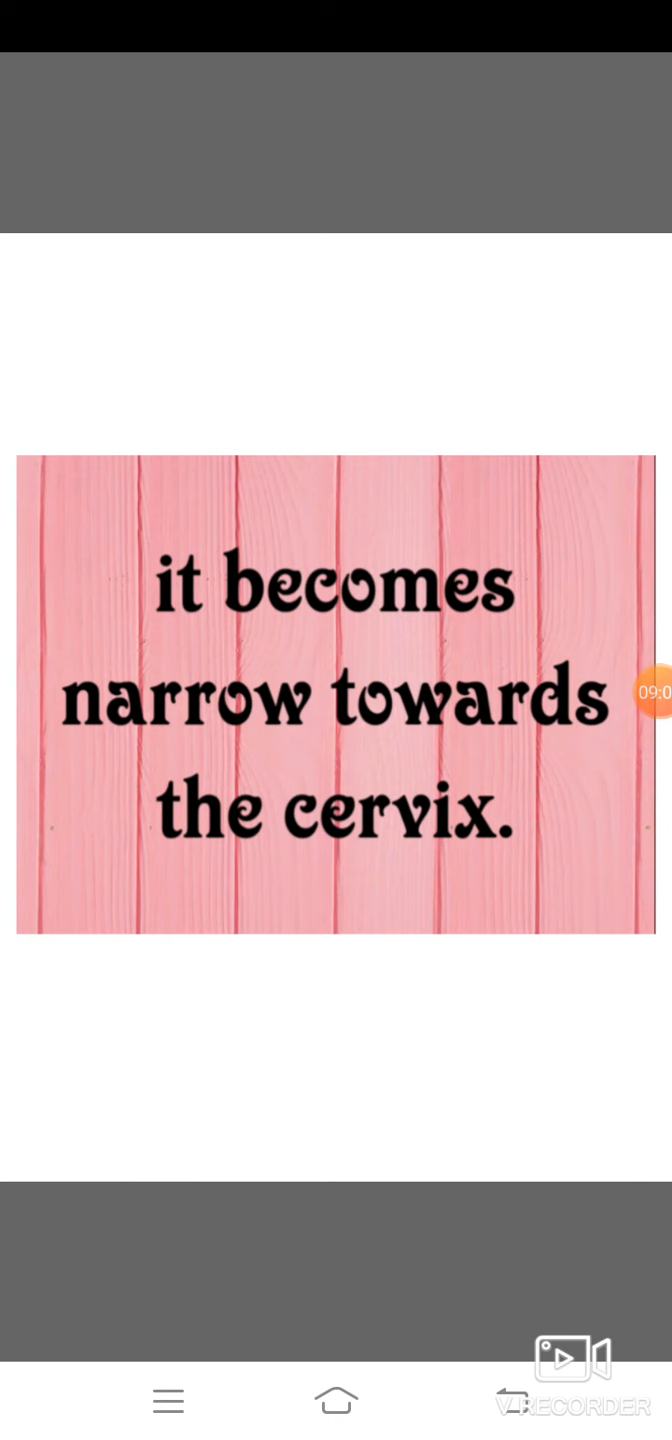 it becomes
narrow towards
the cervix.
09:0
V RECORDER